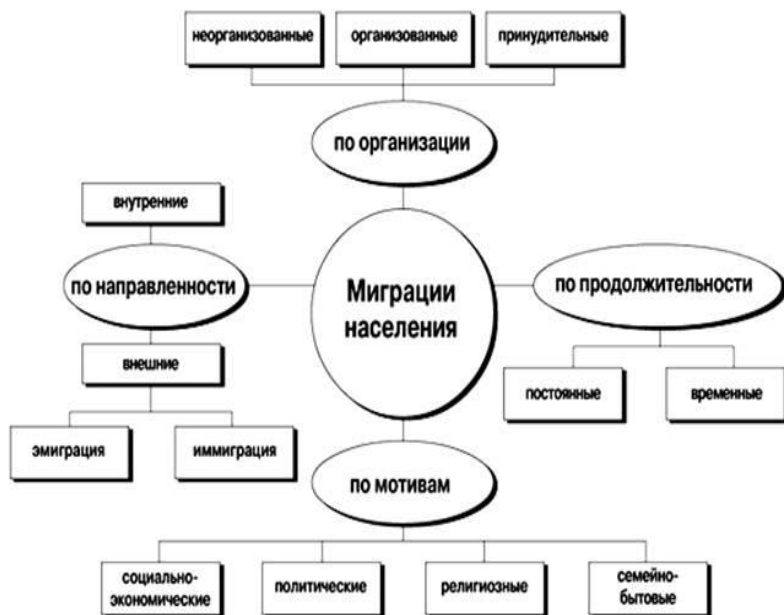 неорганизованные
организованные
принудительные
по организации
внутренние
по направленности
Миграции
населения
по продолжительности
внешние
постоянные
временные
эмиграция
иммиграция
по мотивам
социально-
экономические
политические
религиозные
семейно-
бытовые